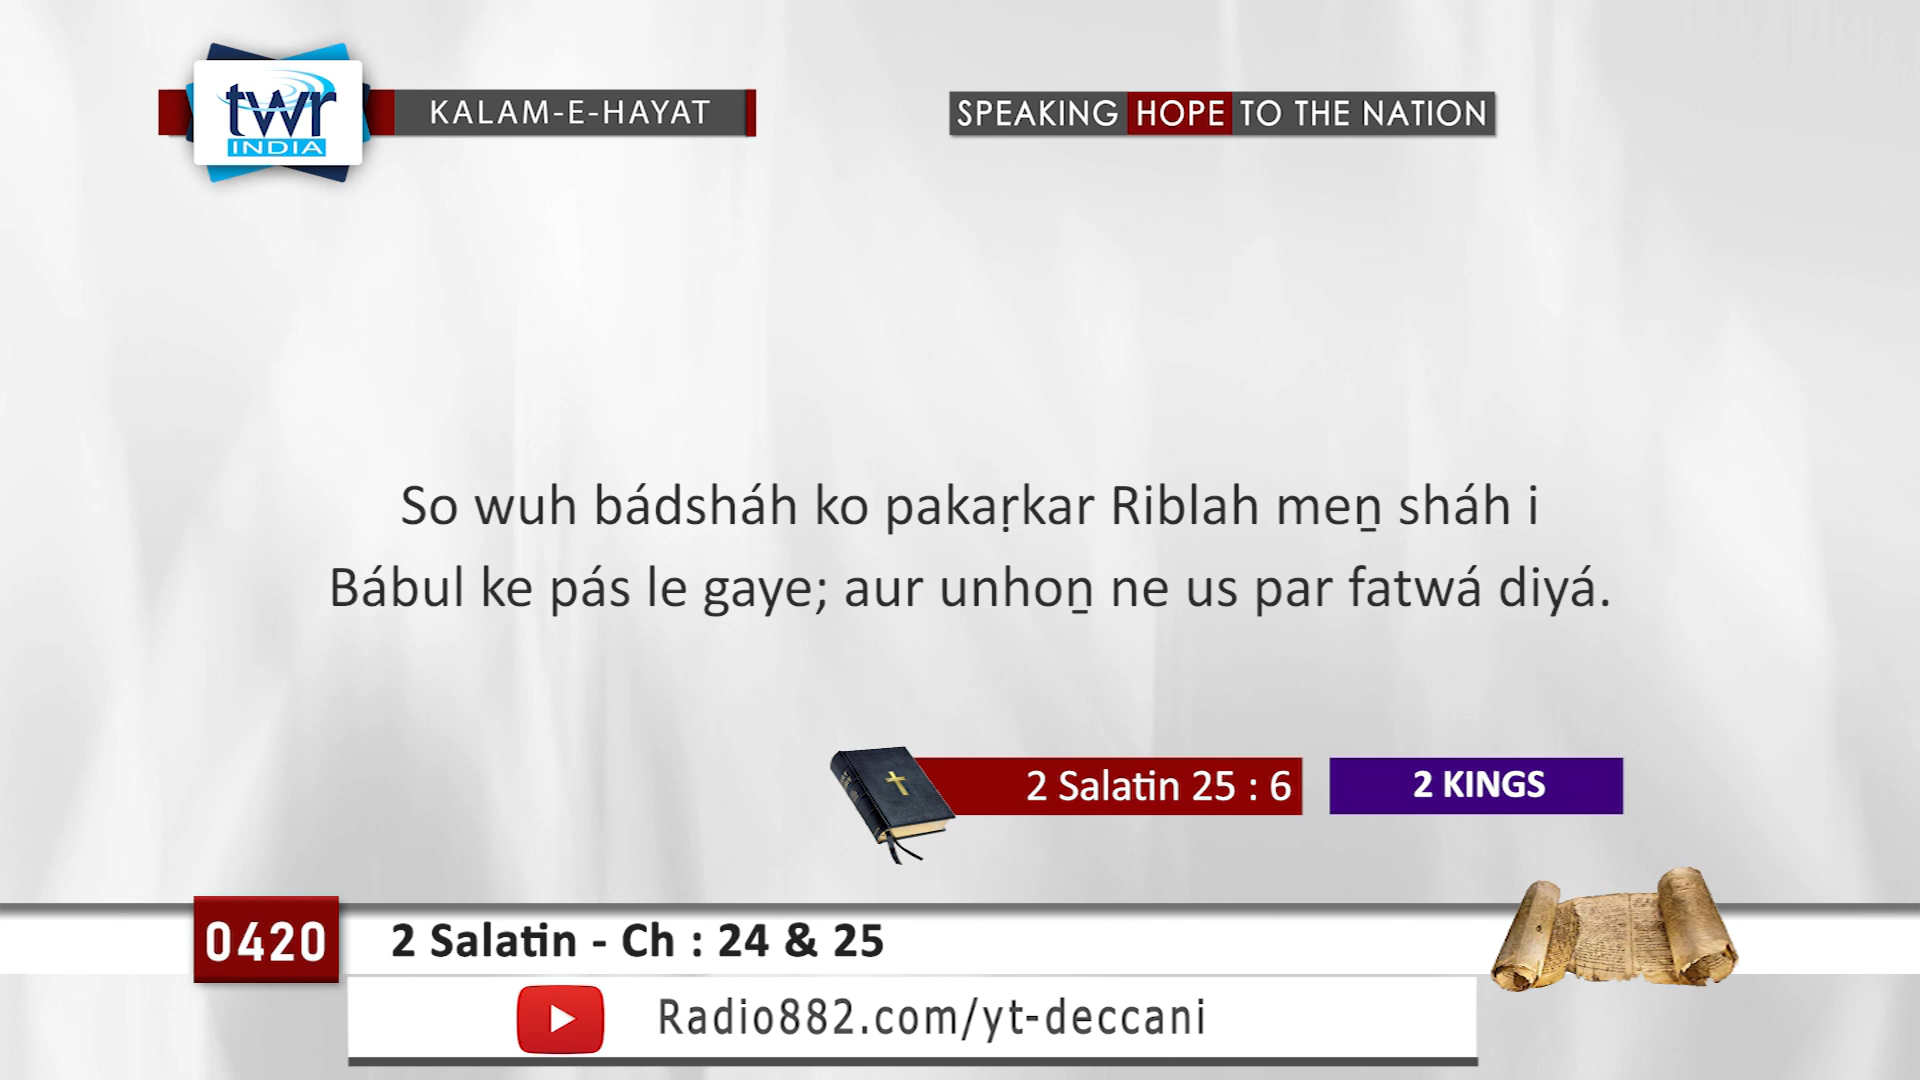 twr
INDIA
KALAM-E-HAYAT
SPEAKING HOPE TO THE NATION
So wuh bádsháh ko pakaṛkar Riblah meṉ sháh i
Bábul ke pás le gaye; aur unhoṉ ne us par fatwá diyá.
2 Salatin 25 : 6
2 KINGS
0420
2 Salatin - Ch : 24 & 25
Radio882.com/yt-deccani